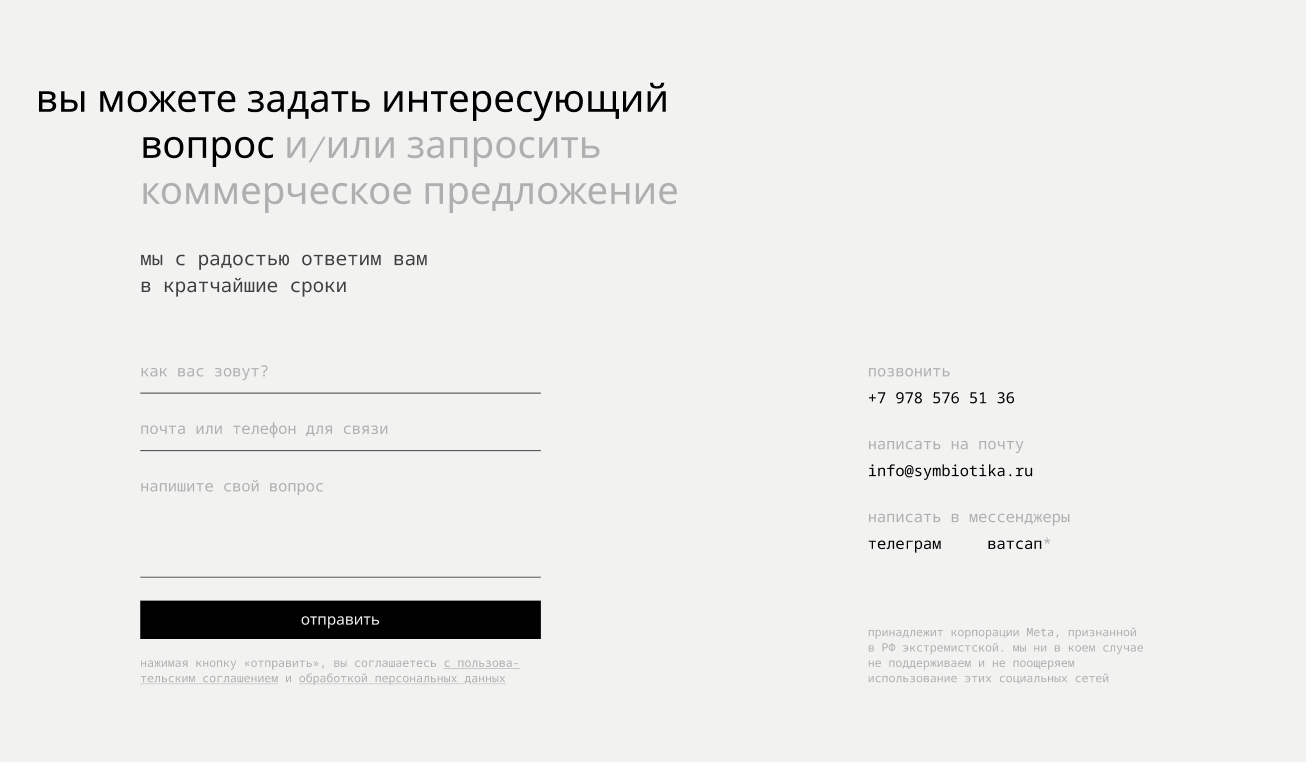 вы можете задать интересующий
вопрос и/или запросить
коммерческое предложение
мы с радостью ответим вам
в кратчайшие сроки
как вас зовут?
почта или телефон для связи
напишите свой вопрос
отправить
нажимая кнопку «отправить», вы соглашаетесь с пользова-
тельским соглашением и обработкой персональных данных
позвонить
+7 978 576 51 36
написать на почту
info@symbiotika.ru
написать в мессенджеры
телеграм ватсап*
принадлежит корпорации Meta, признанной
в РФ экстремистской. мы ни в коем случае
не поддерживаем и не поощряем
использование этих социальных сетей